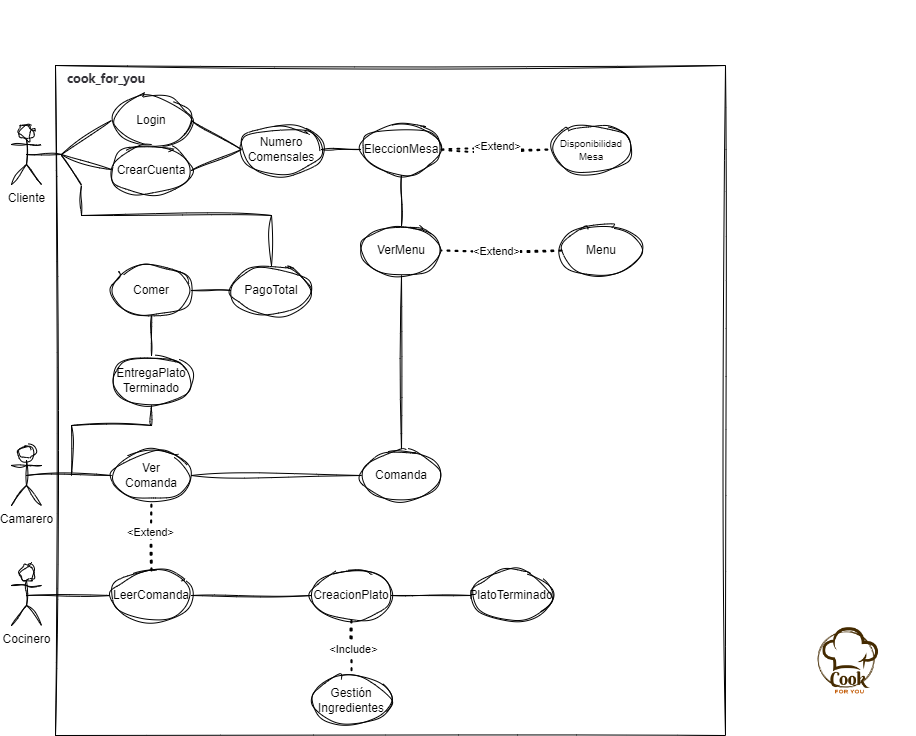 cook_for_you
Login
CrearCuenta
Numero
Comensales
EleccionMesa
<Extend>
Disponibilidad
Mesa
Cliente
VerMenu
<Extend>
Menu
Comer
PagoTotal
EntregaPlato
Terminado
Ver
Comanda
Comanda
Camarero
<Extend>
LeerComanda
CreacionPlato
PlatoTerminado
Cocinero
<Include>
Gestión
Ingredientes
Cook
FOR YOU